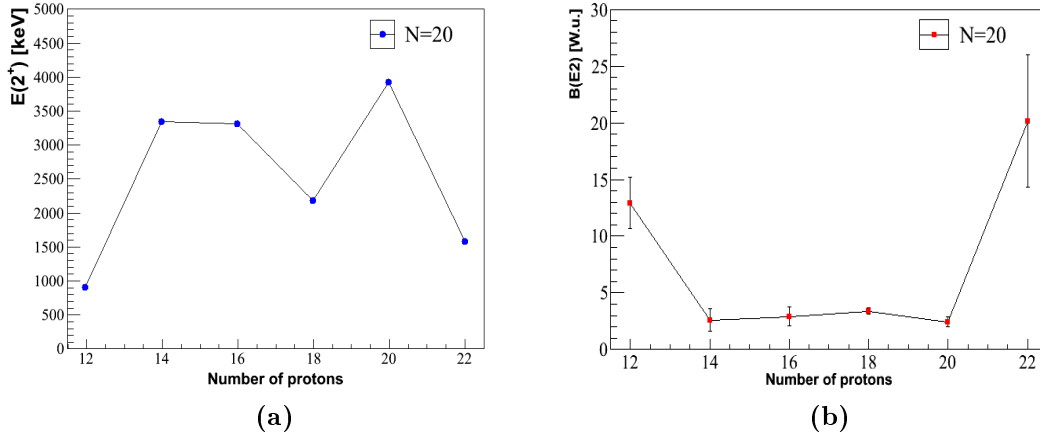 E(2⁺) [keV]
5000
4500
4000
3500
3000
2500
2000
1500
1000
500
0
N=20
12 14 16 18 20 22
Number of protons
(a)
B(E2) [W.u.]
30
25
20
15
10
5
0
N=20
12 14 16 18 20 22
Number of protons
(b)